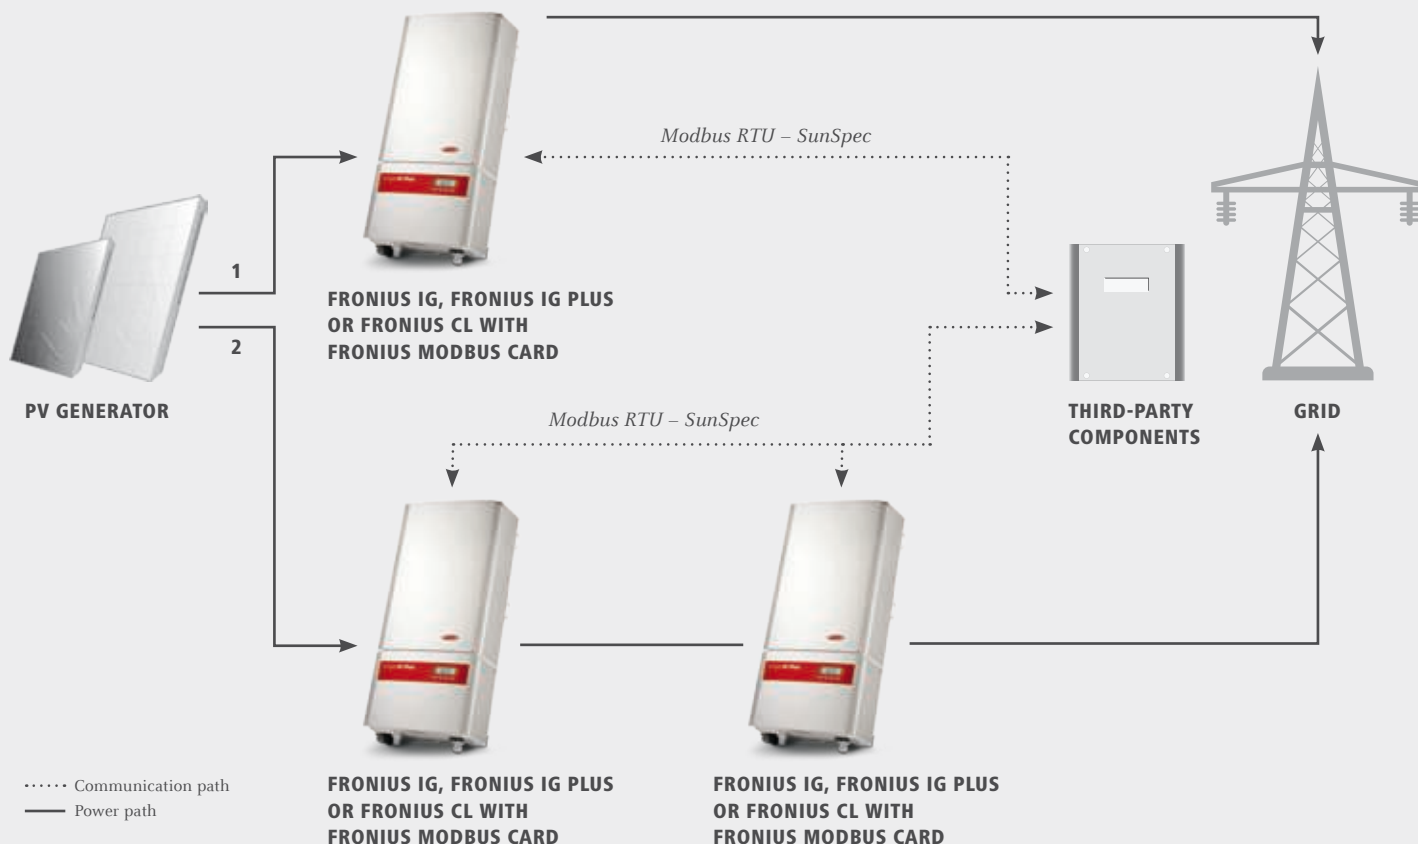 Modbus RTU – SunSpec
1
FRONIUS IG, FRONIUS IG PLUS
OR FRONIUS CL WITH
FRONIUS MODBUS CARD
2
PV GENERATOR
THIRD-PARTY
COMPONENTS
GRID
Modbus RTU – SunSpec
Communication path
Power path
FRONIUS IG, FRONIUS IG PLUS
OR FRONIUS CL WITH
FRONIUS MODBUS CARD
FRONIUS IG, FRONIUS IG PLUS
OR FRONIUS CL WITH
FRONIUS MODBUS CARD